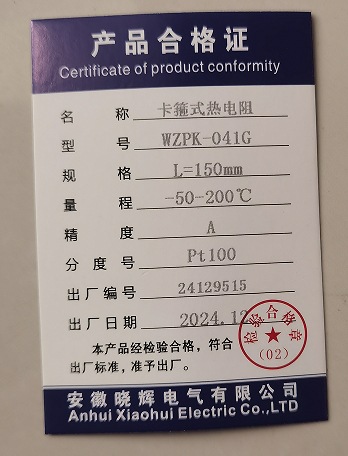 产品合格证
Certificate of product conformity
名称 卡箍式热电阻
型号 WZPK-041G
规格 L=150mm
量程 -50-200℃
精度 A
分度号 Pt100
出厂编号 24129515
出厂日期 2024.12
检验合格章
(02)
本产品经检验合格，符合
出厂标准，准予出厂。
安徽晓辉电气有限公司
Anhui Xiaohui Electric Co.,LTD